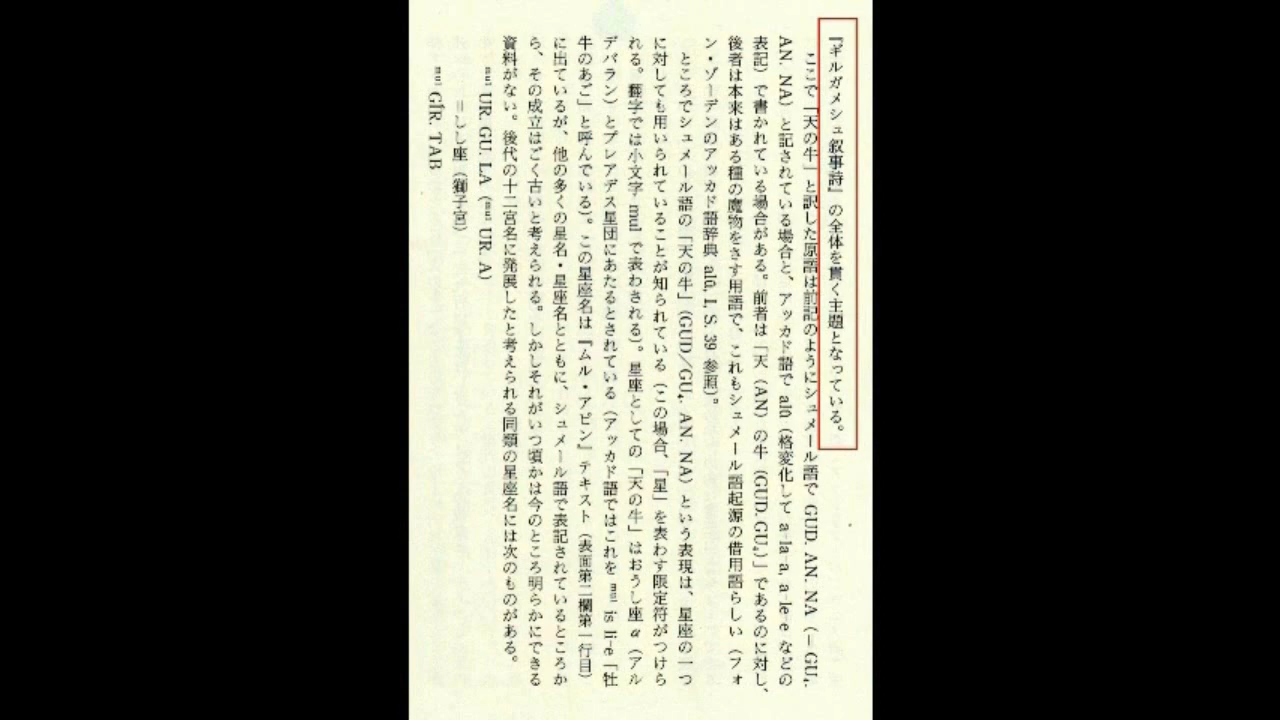 『ギルガメシュ叙事詩』の全体を貫く主題となっている。
ここで「天の牛」と訳した原語は前記のようにシュメール語で GUD. AN. NA（＝GU₄.
AN. NA）と記されている場合と、アッカド語で alû（格変化して a-la-a, a-le-e などの
表記）で書かれている場合がある。前者は「天（AN）の牛（GUD. GU₄）」であるのに対し、
後者は本来はある種の魔物をさす用語で、これもシュメール語起源の借用語らしい（フォ
ン・ゾーデンのアッカド語辞典 alû, I. S. 39 参照）。
ところでシュメール語の「天の牛」（GUD/GU₄. AN. NA）という表現は、星座の一つ
に対しても用いられていることが知られている（この場合、「星」を表わす限定符がつけら
れる。翻字では小文字 mul で表わされる）。星座としての「天の牛」はおうし座 α（アル
デバラン）とプレアデス星団にあたるとされている（アッカド語ではこれを mul is li-e「牡
牛のあご」と呼んでいる）。この星座名は『ムル・アピン』テキスト（表面第二欄第一行目）
に出ているが、他の多くの星名・星座名とともに、シュメール語で表記されているところか
ら、その成立はごく古いと考えられる。しかしそれがいつ頃かは今のところ明らかにできる
資料がない。後代の十二宮名に発展したと考えられる同類の星座名には次のものがある。
mul UR. GU. LA（mul UR. A）
＝しし座（獅子宮）
mul GÍR. TAB